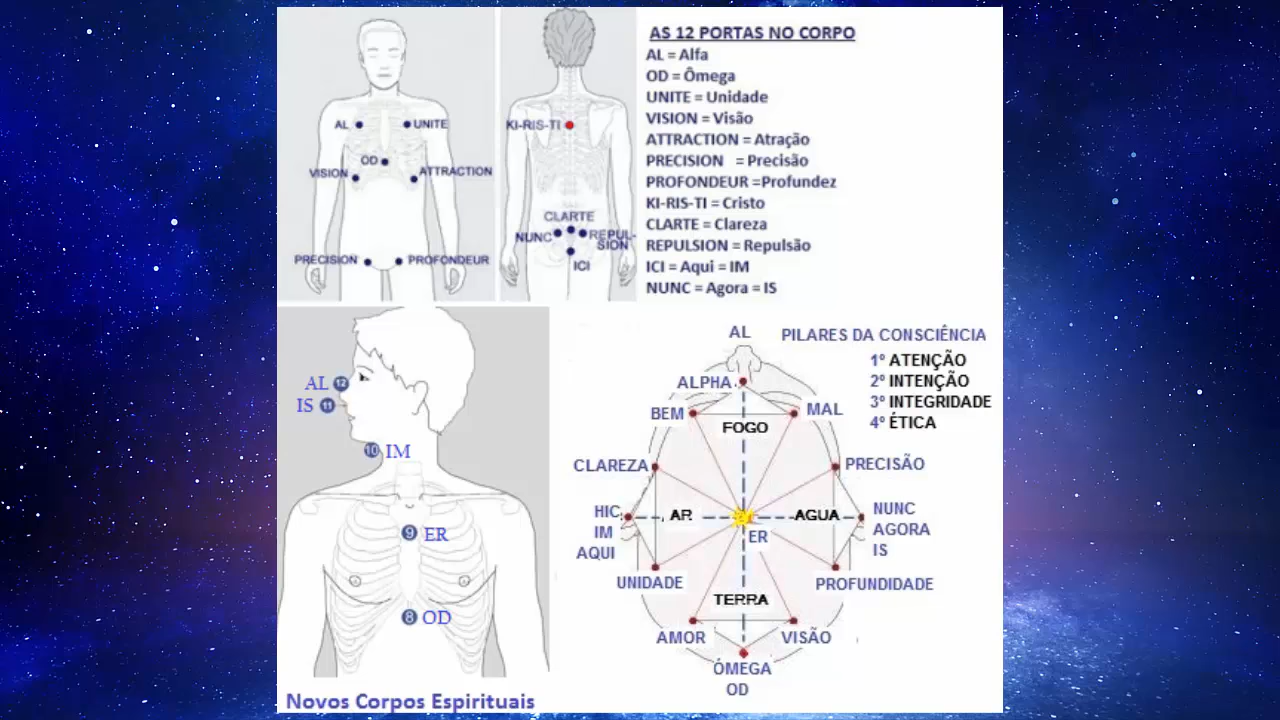 AL
UNITE
OD
VISION
ATTRACTION
PRECISION
PROFONDEUR
KI-RIS-TI
CLARTE
NUNC
REPUL-
SION
ICI
AS 12 PORTAS NO CORPO
AL = Alfa
OD = Ômega
UNITE = Unidade
VISION = Visão
ATTRACTION = Atração
PRECISION = Precisão
PROFONDEUR =Profundez
KI-RIS-TI = Cristo
CLARTE = Clareza
REPULSION = Repulsão
ICI = Aqui = IM
NUNC = Agora = IS
AL 12
IS 11
10 IM
9 ER
8 OD
Novos Corpos Espirituais
AL
PILARES DA CONSCIÊNCIA
1º ATENÇÃO
2º INTENÇÃO
3º INTEGRIDADE
4º ÉTICA
ALPHA
BEM
MAL
FOGO
CLAREZA
PRECISÃO
HIC
IM
AQUI
AR
AGUA
NUNC
AGORA
IS
ER
UNIDADE
PROFUNDIDADE
TERRA
AMOR
VISÃO
ÔMEGA
OD